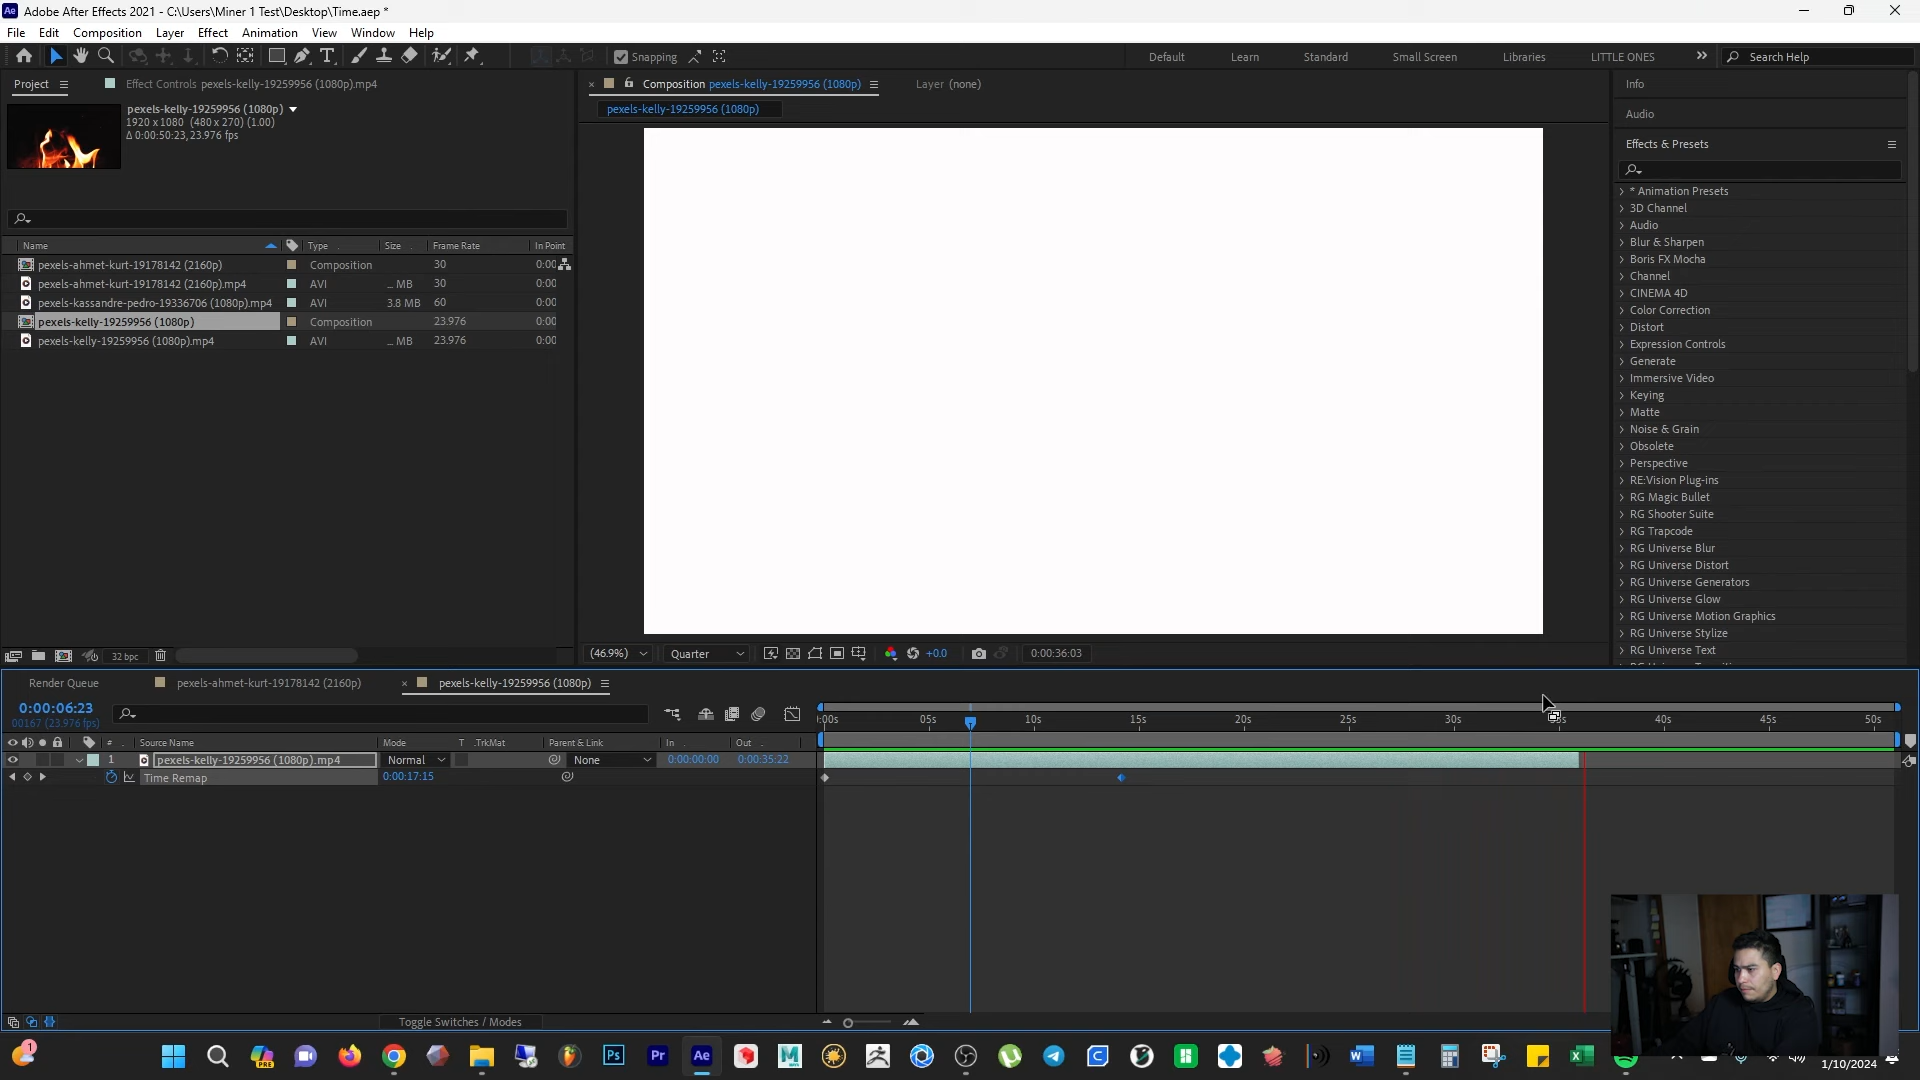 Adobe After Effects 2021 - C:\Users\Miner 1 Test\Desktop\Time.aep *
File Edit Composition Layer Effect Animation View Window Help
Snapping Default Learn Standard Small Screen Libraries LITTLE ONES Search Help
Project Effect Controls pexels-kelly-19259956 (1080p).mp4
pexels-kelly-19259956 (1080p)
1920 x 1080 (480 x 270) (1.00)
Δ 0:00:50:23, 23.976 fps
Name Type Size Frame Rate In Point
pexels-ahmet-kurt-19178142 (2160p) Composition 30 0:00
pexels-ahmet-kurt-19178142 (2160p).mp4 AVI ... MB 30 0:00
pexels-kassandre-pedro-19336706 (1080p).mp4 AVI 3.8 MB 60 0:00
pexels-kelly-19259956 (1080p) Composition 23.976 0:00
pexels-kelly-19259956 (1080p).mp4 AVI ... MB 23.976 0:00
32 bpc
Composition pexels-kelly-19259956 (1080p) Layer (none)
pexels-kelly-19259956 (1080p)
(46.9%) Quarter +0.0 0:00:36:03
Info
Audio
Effects & Presets
* Animation Presets
3D Channel
Audio
Blur & Sharpen
Boris FX Mocha
Channel
CINEMA 4D
Color Correction
Distort
Expression Controls
Generate
Immersive Video
Keying
Matte
Noise & Grain
Obsolete
Perspective
RE:Vision Plug-ins
RG Magic Bullet
RG Shooter Suite
RG Trapcode
RG Universe Blur
RG Universe Distort
RG Universe Generators
RG Universe Glow
RG Universe Motion Graphics
RG Universe Stylize
RG Universe Text
Render Queue pexels-ahmet-kurt-19178142 (2160p) pexels-kelly-19259956 (1080p)
0:00:06:23
00167 (23.976 fps)
:00s 05s 10s 15s 20s 25s 30s 40s 45s 50s
# Source Name Mode T .TrkMat Parent & Link In Out
1 pexels-kelly-19259956 (1080p).mp4 Normal None 0:00:00:00 0:00:35:22
Time Remap 0:00:17:15
Toggle Switches / Modes
1/10/2024